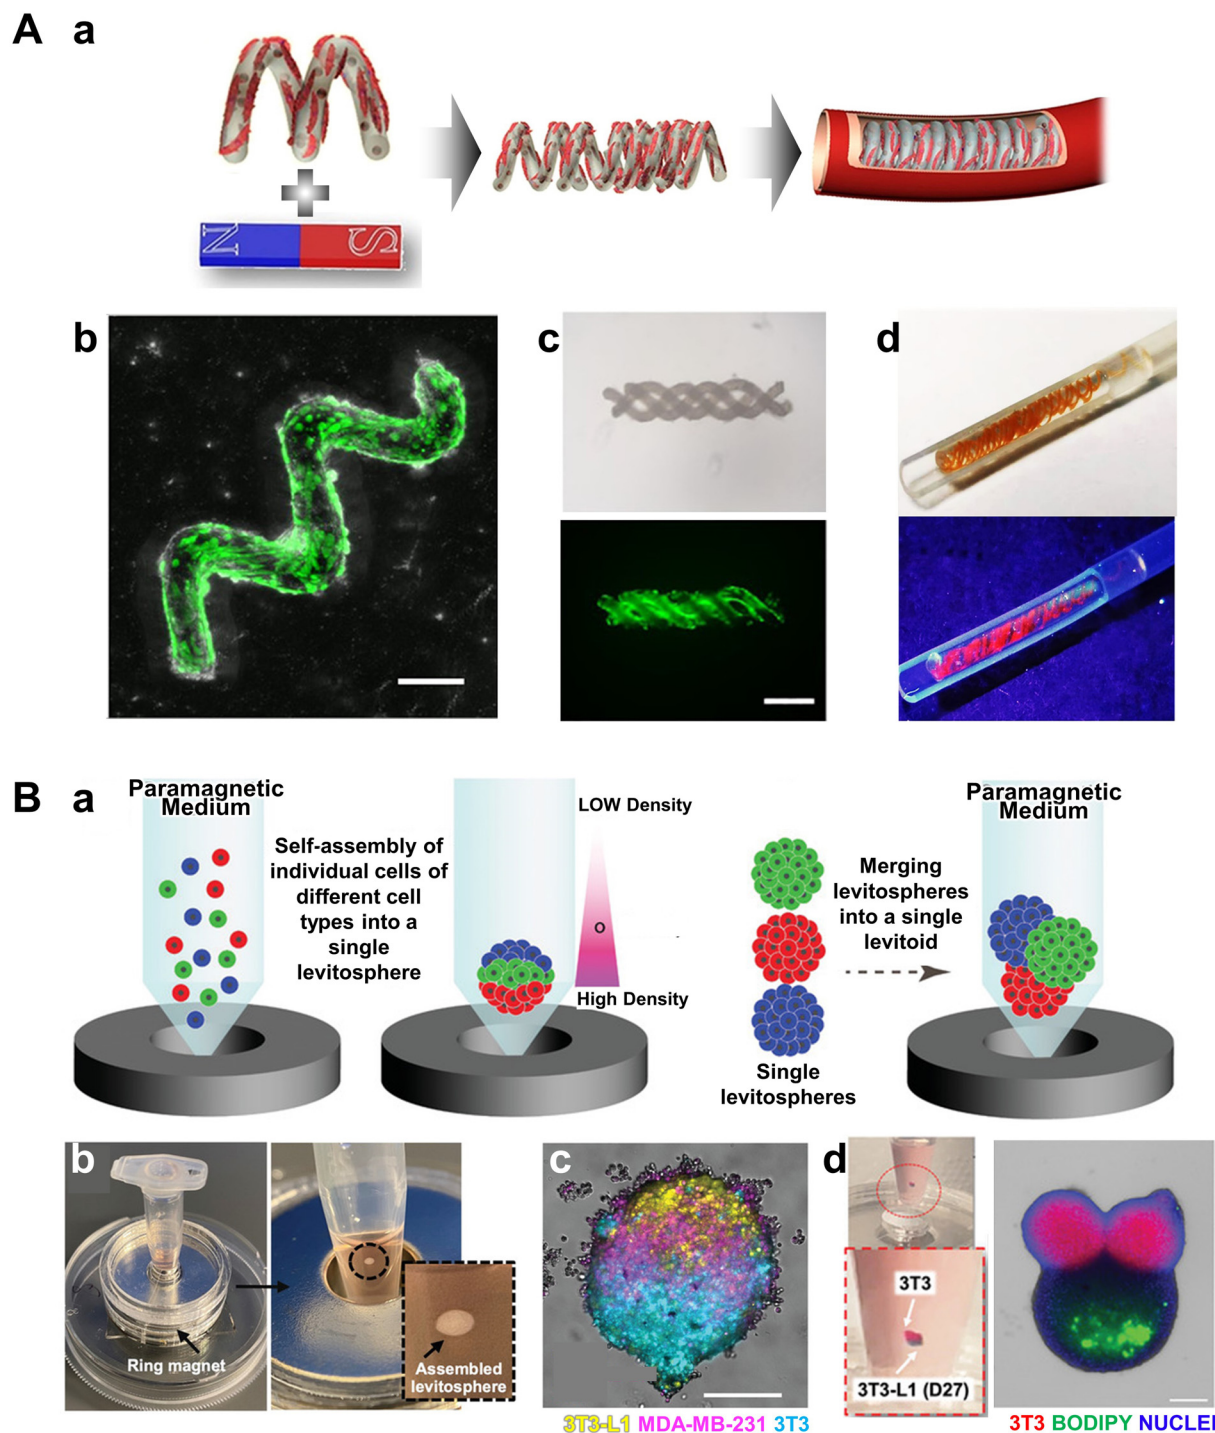 A a
N S
b
c
d
B a
Paramagnetic
Medium
Self-assembly of
individual cells of
different cell
types into a
single
levitosphere
LOW Density
O
High Density
Merging
levitospheres
into a single
levitoid
Single
levitospheres
Paramagnetic
Medium
b
Ring magnet
Assembled
levitosphere
c
3T3-L1 MDA-MB-231 3T3
d
3T3
3T3-L1 (D27)
3T3 BODIPY NUCLEI